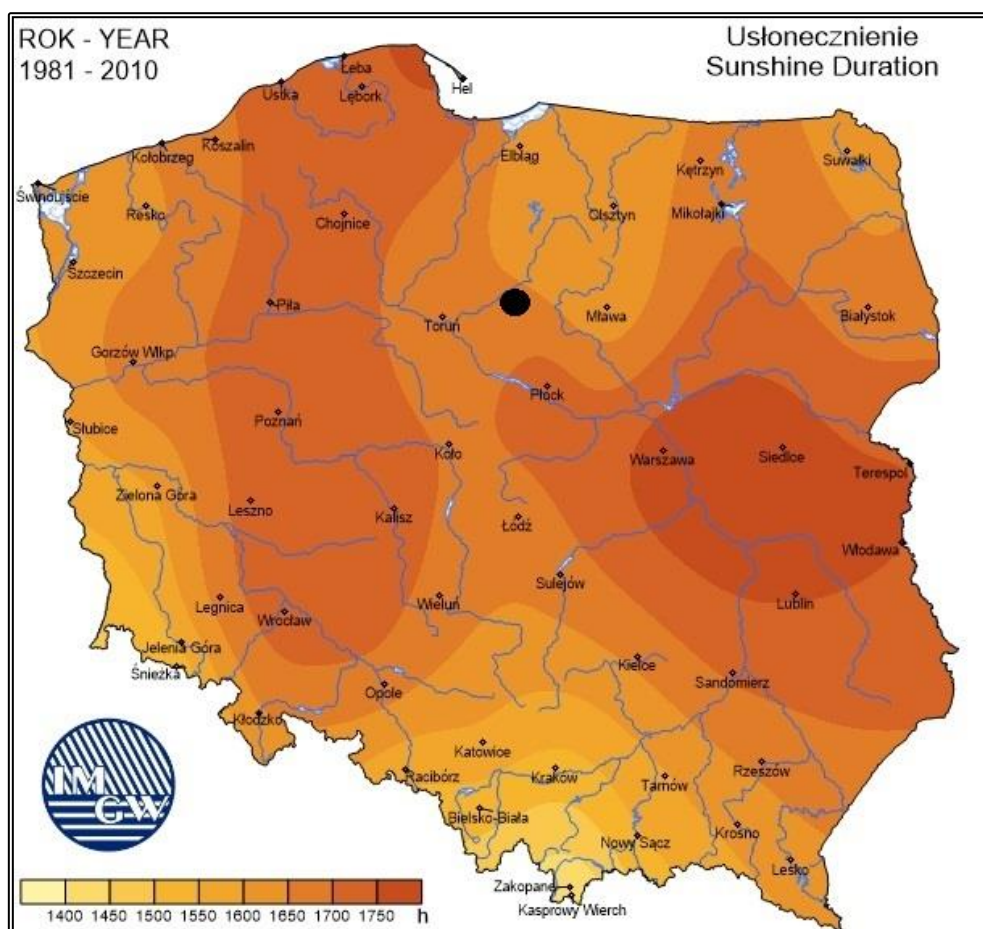 ROK - YEAR
1981 - 2010
Usłonecznienie
Sunshine Duration
Łeba
Hel
Ustka
Lębork
Kołobrzeg
Koszalin
Elbląg
Suwałki
Kętrzyn
Świnoujście
Resko
Chojnice
Olsztyn
Mikołajki
Szczecin
Piła
Toruń
Mława
Białystok
Gorzów Wlkp.
Płock
Słubice
Poznań
Koło
Warszawa
Siedlce
Terespol
Zielona Góra
Leszno
Kalisz
Łódź
Włodawa
Sulejów
Legnica
Wrocław
Wieluń
Lublin
Jelenia Góra
Śnieżka
Opole
Kielce
Sandomierz
Kłodzko
Katowice
Racibórz
Kraków
Tarnów
Rzeszów
Bielsko-Biała
Nowy Sącz
Krosno
Lesko
Zakopane
Kasprowy Wierch
IM
GW
1400 1450 1500 1550 1600 1650 1700 1750 h